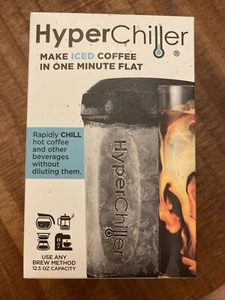 HyperChiller®
MAKE ICED COFFEE
IN ONE MINUTE FLAT
Rapidly CHILL
hot coffee
and other
beverages
without
diluting them.
HyperChiller
USE ANY
BREW METHOD
12.5 OZ CAPACITY